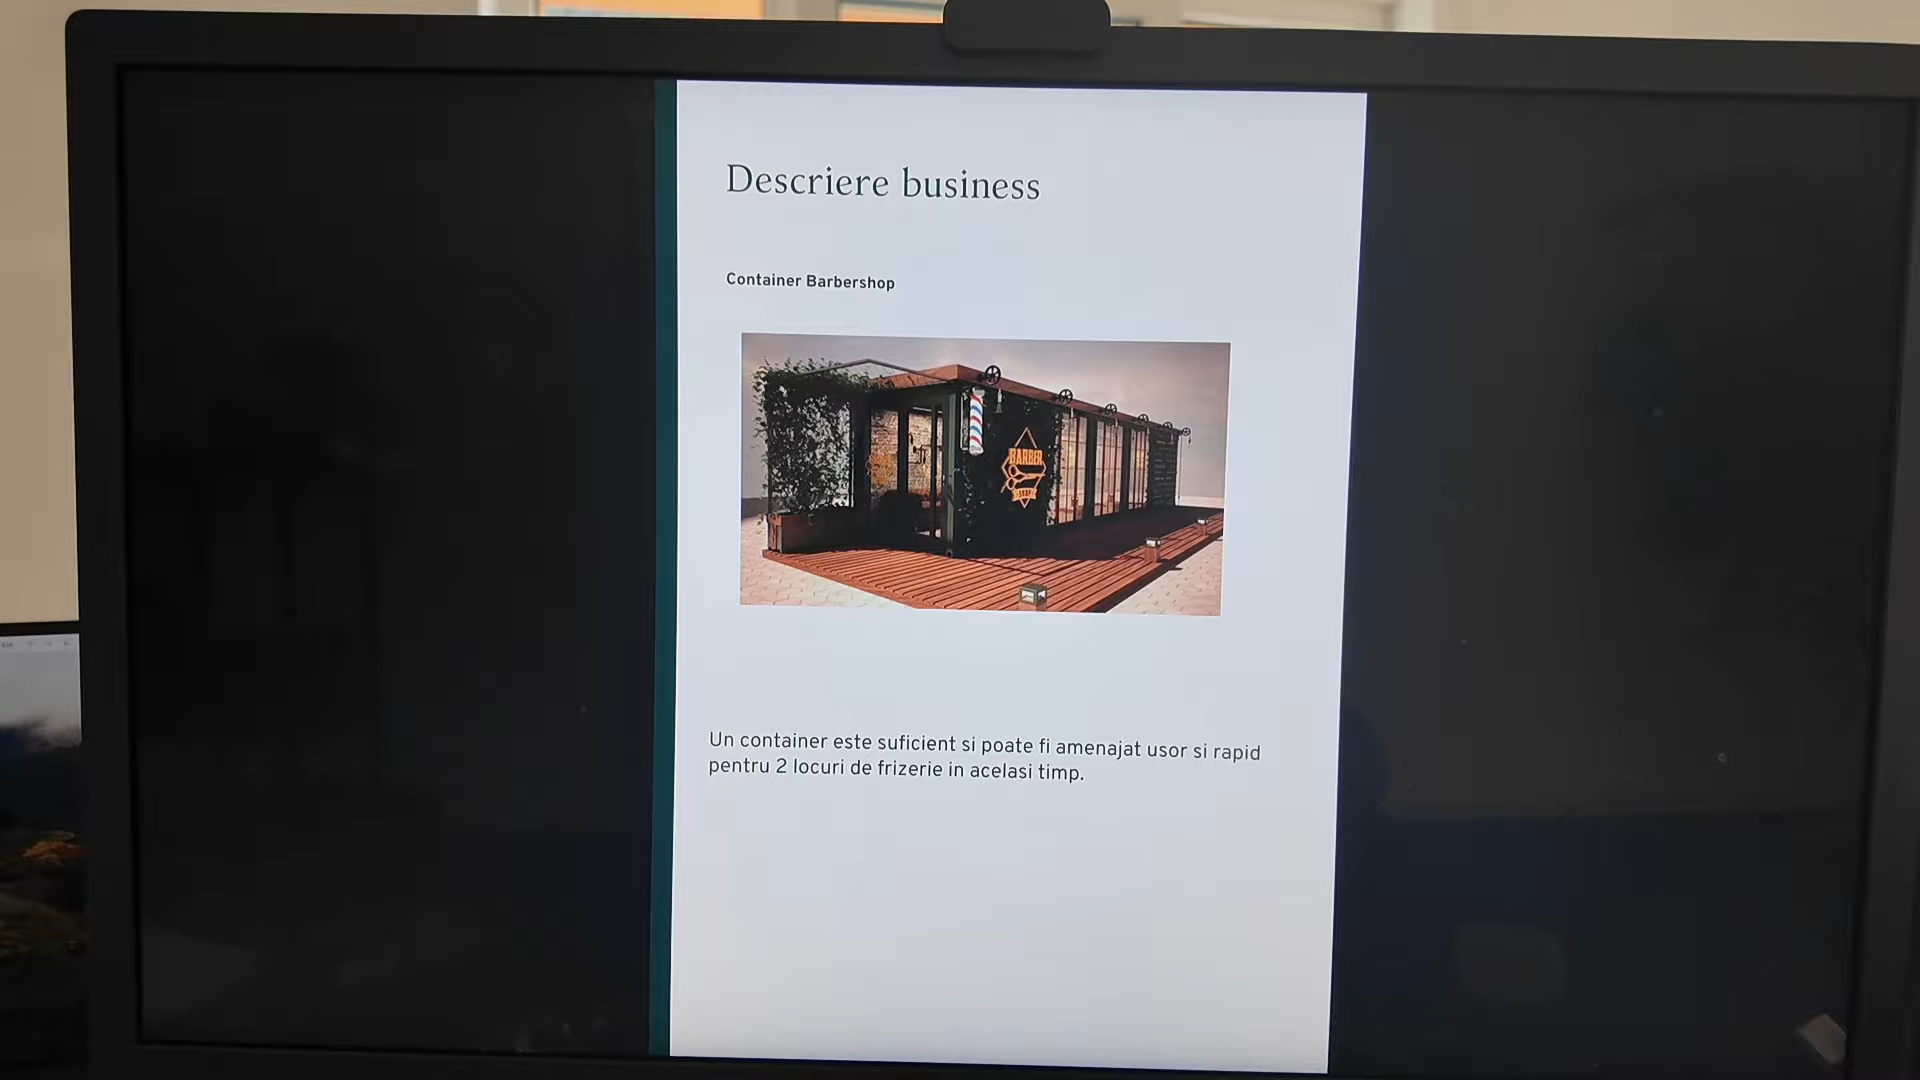 Descriere business
Container Barbershop
BARBER
Un container este suficient si poate fi amenajat usor si rapid
pentru 2 locuri de frizerie in acelasi timp.